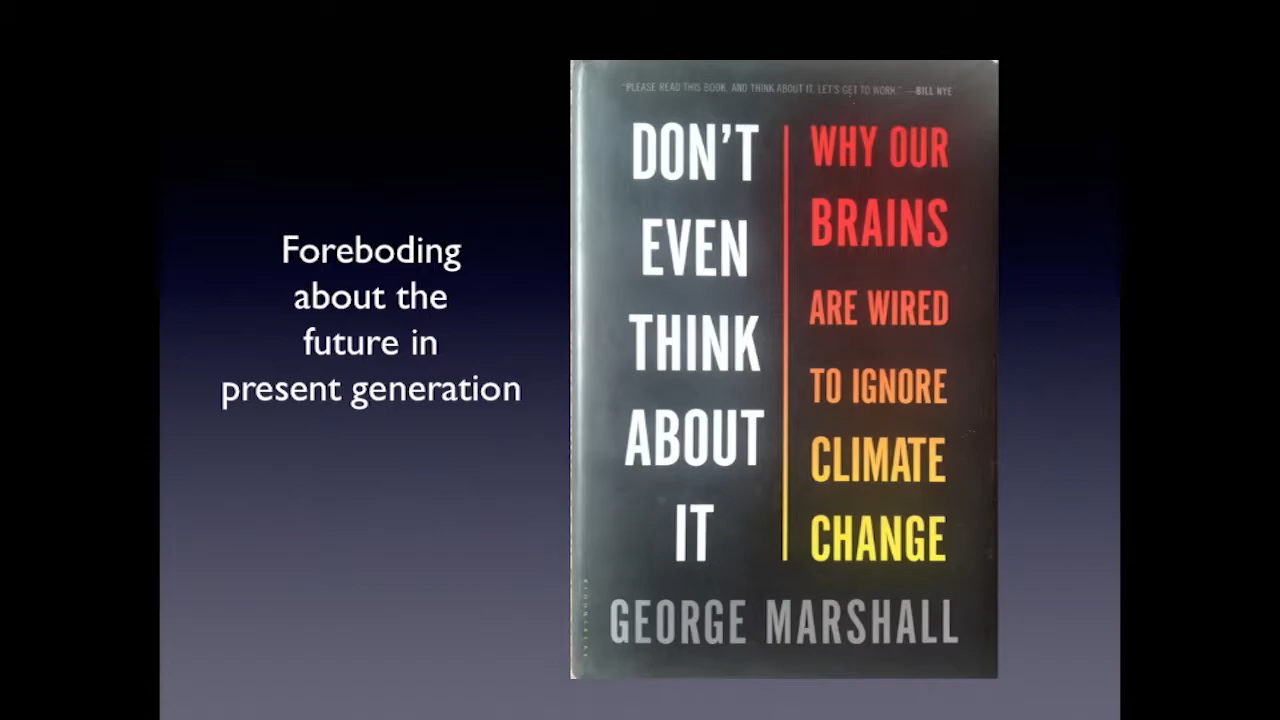 Foreboding
about the
future in
present generation
"PLEASE READ THIS BOOK. AND THINK ABOUT IT. LET'S GET TO WORK." —BILL NYE
DON'T
EVEN
THINK
ABOUT
IT
WHY OUR
BRAINS
ARE WIRED
TO IGNORE
CLIMATE
CHANGE
GEORGE MARSHALL
BLOOMSBURY